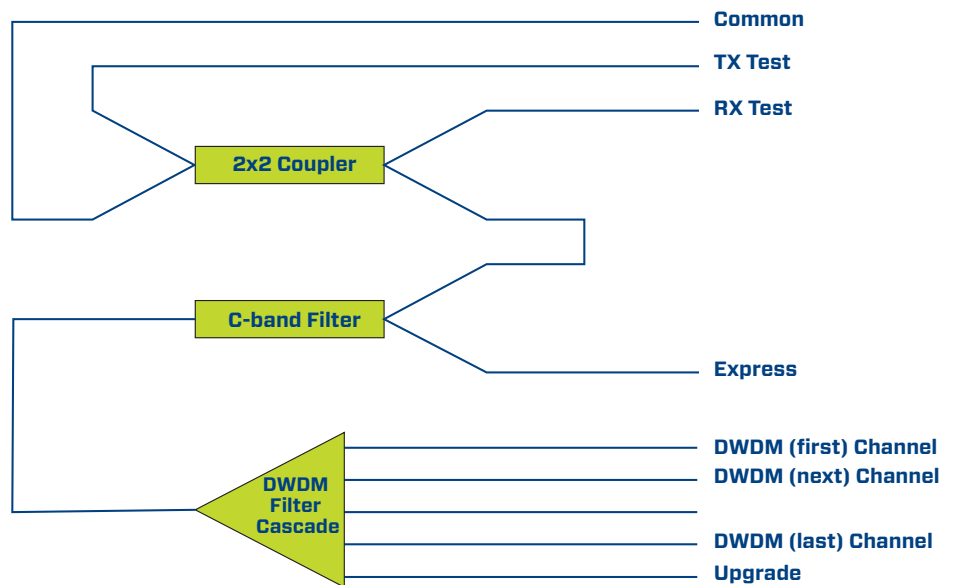 Common
TX Test
RX Test
2x2 Coupler
C-band Filter
Express
DWDM
Filter
Cascade
DWDM (first) Channel
DWDM (next) Channel
DWDM (last) Channel
Upgrade